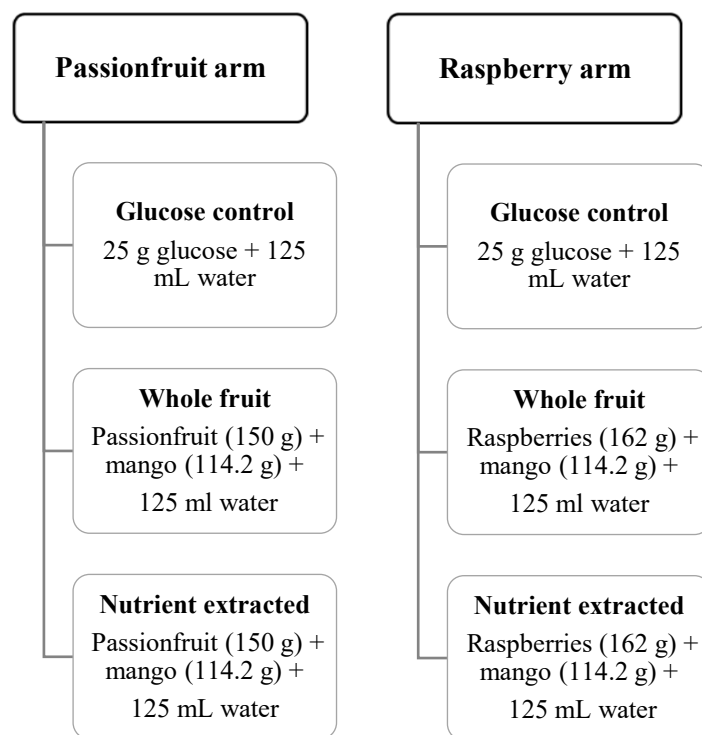 Passionfruit arm
Glucose control
25 g glucose + 125
mL water
Whole fruit
Passionfruit (150 g) +
mango (114.2 g) +
125 ml water
Nutrient extracted
Passionfruit (150 g) +
mango (114.2 g) +
125 mL water
Raspberry arm
Glucose control
25 g glucose + 125
mL water
Whole fruit
Raspberries (162 g) +
mango (114.2 g) +
125 ml water
Nutrient extracted
Raspberries (162 g) +
mango (114.2 g) +
125 mL water